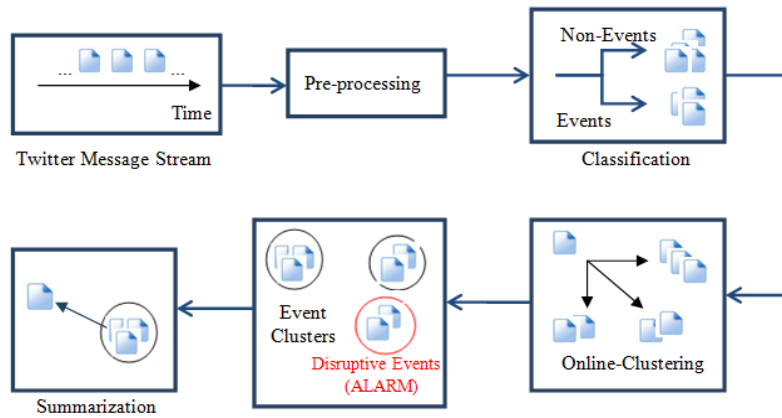 ... ...
Time
Twitter Message Stream
Pre-processing
Non-Events
Events
Classification
Online-Clustering
Event
Clusters
Disruptive Events
(ALARM)
Summarization